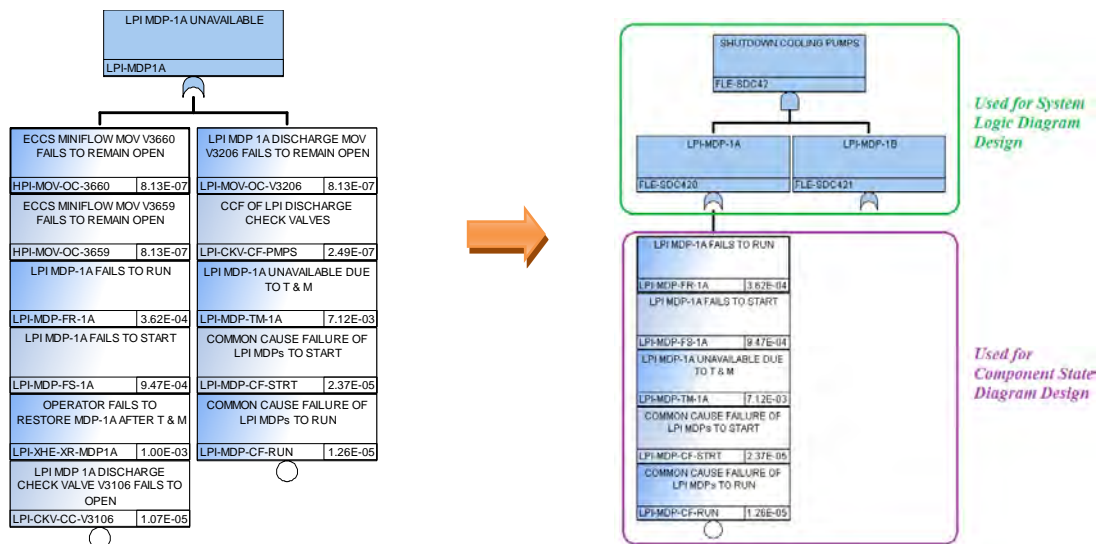 LPI MDP-1A UNAVAILABLE
LPI-MDP1A
ECCS MINIFLOW MOV V3660
FAILS TO REMAIN OPEN
HPI-MOV-OC-3660 8.13E-07
ECCS MINIFLOW MOV V3659
FAILS TO REMAIN OPEN
HPI-MOV-OC-3659 8.13E-07
LPI MDP-1A FAILS TO RUN
LPI-MDP-FR-1A 3.62E-04
LPI MDP-1A FAILS TO START
LPI-MDP-FS-1A 9.47E-04
OPERATOR FAILS TO
RESTORE MDP-1A AFTER T & M
LPI-XHE-XR-MDP1A 1.00E-03
LPI MDP 1A DISCHARGE
CHECK VALVE V3106 FAILS TO
OPEN
LPI-CKV-CC-V3106 1.07E-05
LPI MDP 1A DISCHARGE MOV
V3206 FAILS TO REMAIN OPEN
LPI-MOV-OC-V3206 8.13E-07
CCF OF LPI DISCHARGE
CHECK VALVES
LPI-CKV-CF-PMPS 2.49E-07
LPI MDP-1A UNAVAILABLE DUE
TO T & M
LPI-MDP-TM-1A 7.12E-03
COMMON CAUSE FAILURE OF
LPI MDPs TO START
LPI-MDP-CF-STRT 2.37E-05
COMMON CAUSE FAILURE OF
LPI MDPs TO RUN
LPI-MDP-CF-RUN 1.26E-05
SHUTDOWN COOLING PUMPS
FLE-SDC42
LPI-MDP-1A
FLE-SDC420
LPI-MDP-1B
FLE-SDC421
Used for System
Logic Diagram
Design
LPI MDP-1A FAILS TO RUN
LPI-MDP-FR-1A 3.62E-04
LPI MDP-1A FAILS TO START
LPI-MDP-FS-1A 9.47E-04
LPI MDP-1A UNAVAILABLE DUE
TO T & M
LPI-MDP-TM-1A 7.12E-03
COMMON CAUSE FAILURE OF
LPI MDPs TO START
LPI-MDP-CF-STRT 2.37E-05
COMMON CAUSE FAILURE OF
LPI MDPs TO RUN
LPI-MDP-CF-RUN 1.26E-05
Used for
Component State
Diagram Design